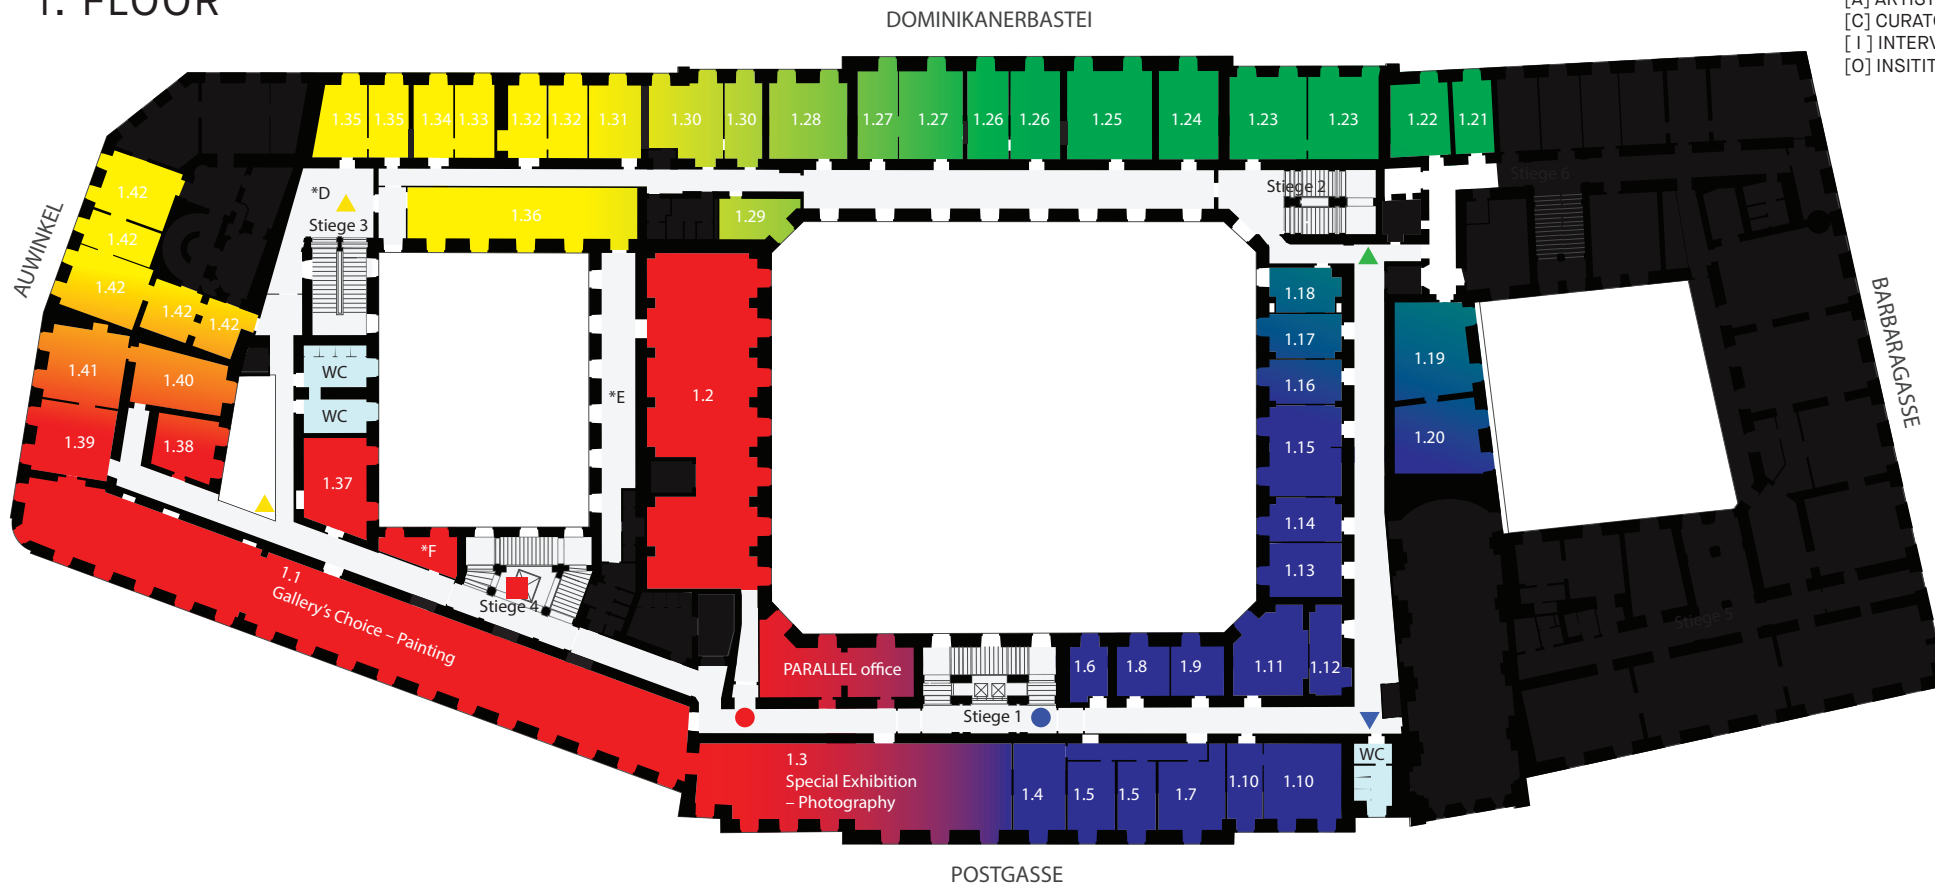 1. FLOOR
DOMINIKANERBASTEI
[A] ARTIST
[C] CURATO
[ I ] INTERV
[O] INSITIT
1.35
1.35
1.34
1.33
1.32
1.32
1.31
1.30
1.30
1.28
1.27
1.27
1.26
1.26
1.25
1.24
1.23
1.23
1.22
1.21
Stiege 6
*D
Stiege 3
1.36
1.29
Stiege 2
AUWINKEL
1.42
1.42
1.42
1.42
1.42
1.41
1.40
1.39
1.38
WC
WC
1.37
*E
1.2
1.18
1.17
1.16
1.15
1.14
1.13
1.19
1.20
BARBARAGASSE
*F
Stiege 4
1.1
Gallery's Choice – Painting
PARALLEL office
Stiege 1
1.6
1.8
1.9
1.11
1.12
Stiege 5
1.3
Special Exhibition
– Photography
1.4
1.5
1.5
1.7
1.10
1.10
WC
POSTGASSE